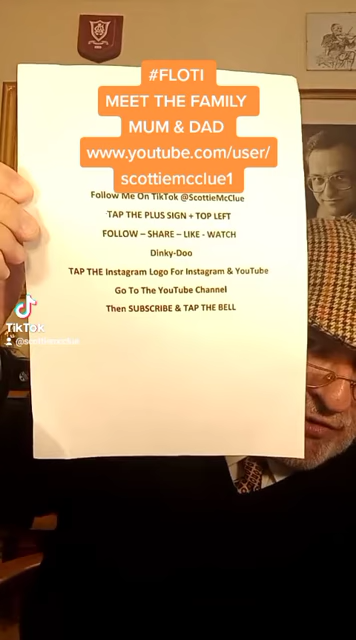 #FLOTI
MEET THE FAMILY
MUM & DAD
www.youtube.com/user/
scottiemcclue1
Follow Me On TikTok @ScottieMcClue
TAP THE PLUS SIGN + TOP LEFT
FOLLOW – SHARE – LIKE - WATCH
Dinky-Doo
TAP THE Instagram Logo For Instagram & YouTube
Go To The YouTube Channel
Then SUBSCRIBE & TAP THE BELL
TikTok
@scottiemcclue